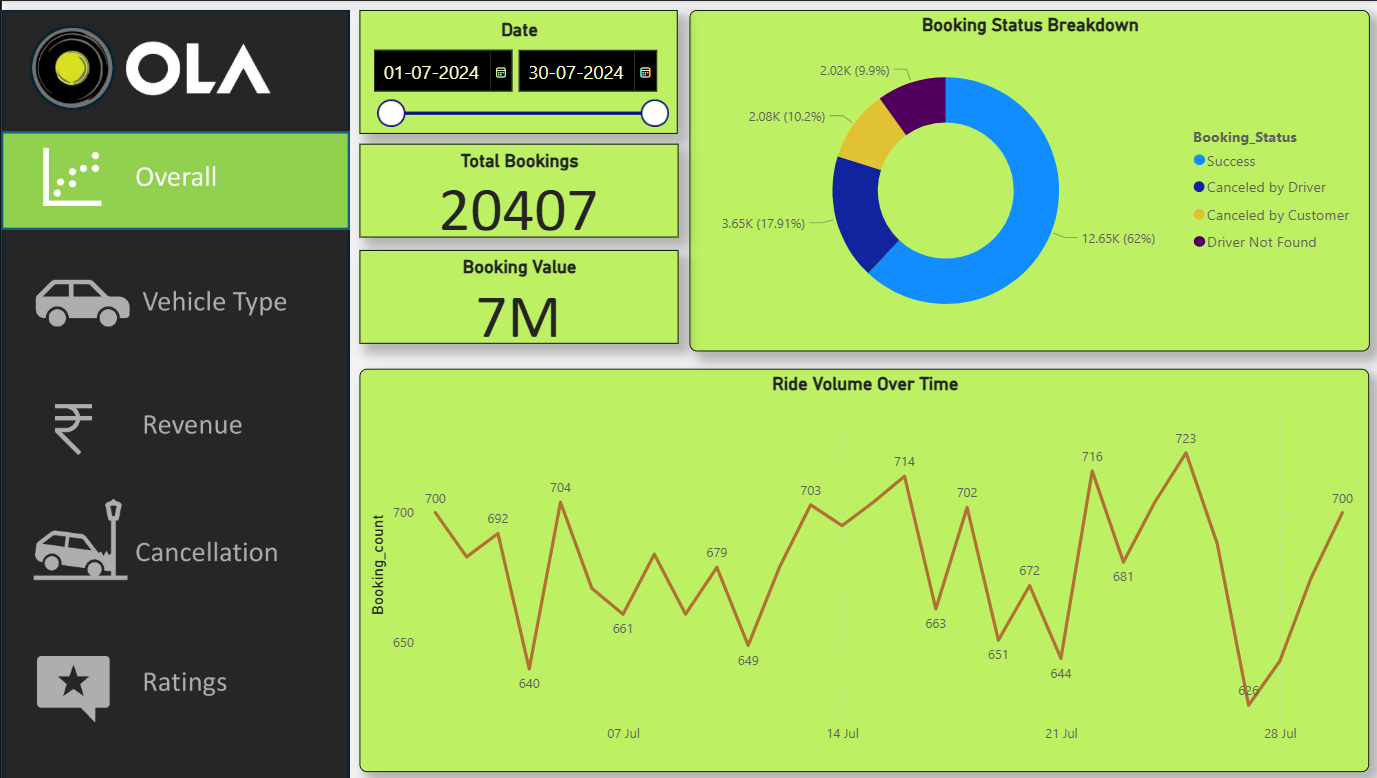 OLA
Overall
Vehicle Type
Revenue
Cancellation
Ratings
Date
01-07-2024 30-07-2024
Total Bookings
20407
Booking Value
7M
Booking Status Breakdown
2.02K (9.9%)
2.08K (10.2%)
3.65K (17.91%)
12.65K (62%)
Booking_Status
Success
Canceled by Driver
Canceled by Customer
Driver Not Found
Ride Volume Over Time
Booking_count
700
650
700
692
640
704
661
679
649
703
714
663
702
651
672
644
716
681
723
626
700
07 Jul 14 Jul 21 Jul 28 Jul